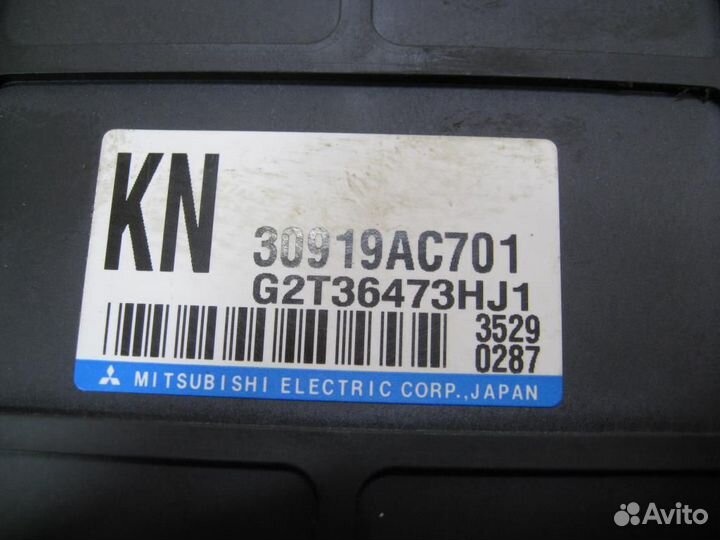 KN
30919AC701
G2T36473HJ1
3529
0287
MITSUBISHI ELECTRIC CORP., JAPAN
Avito